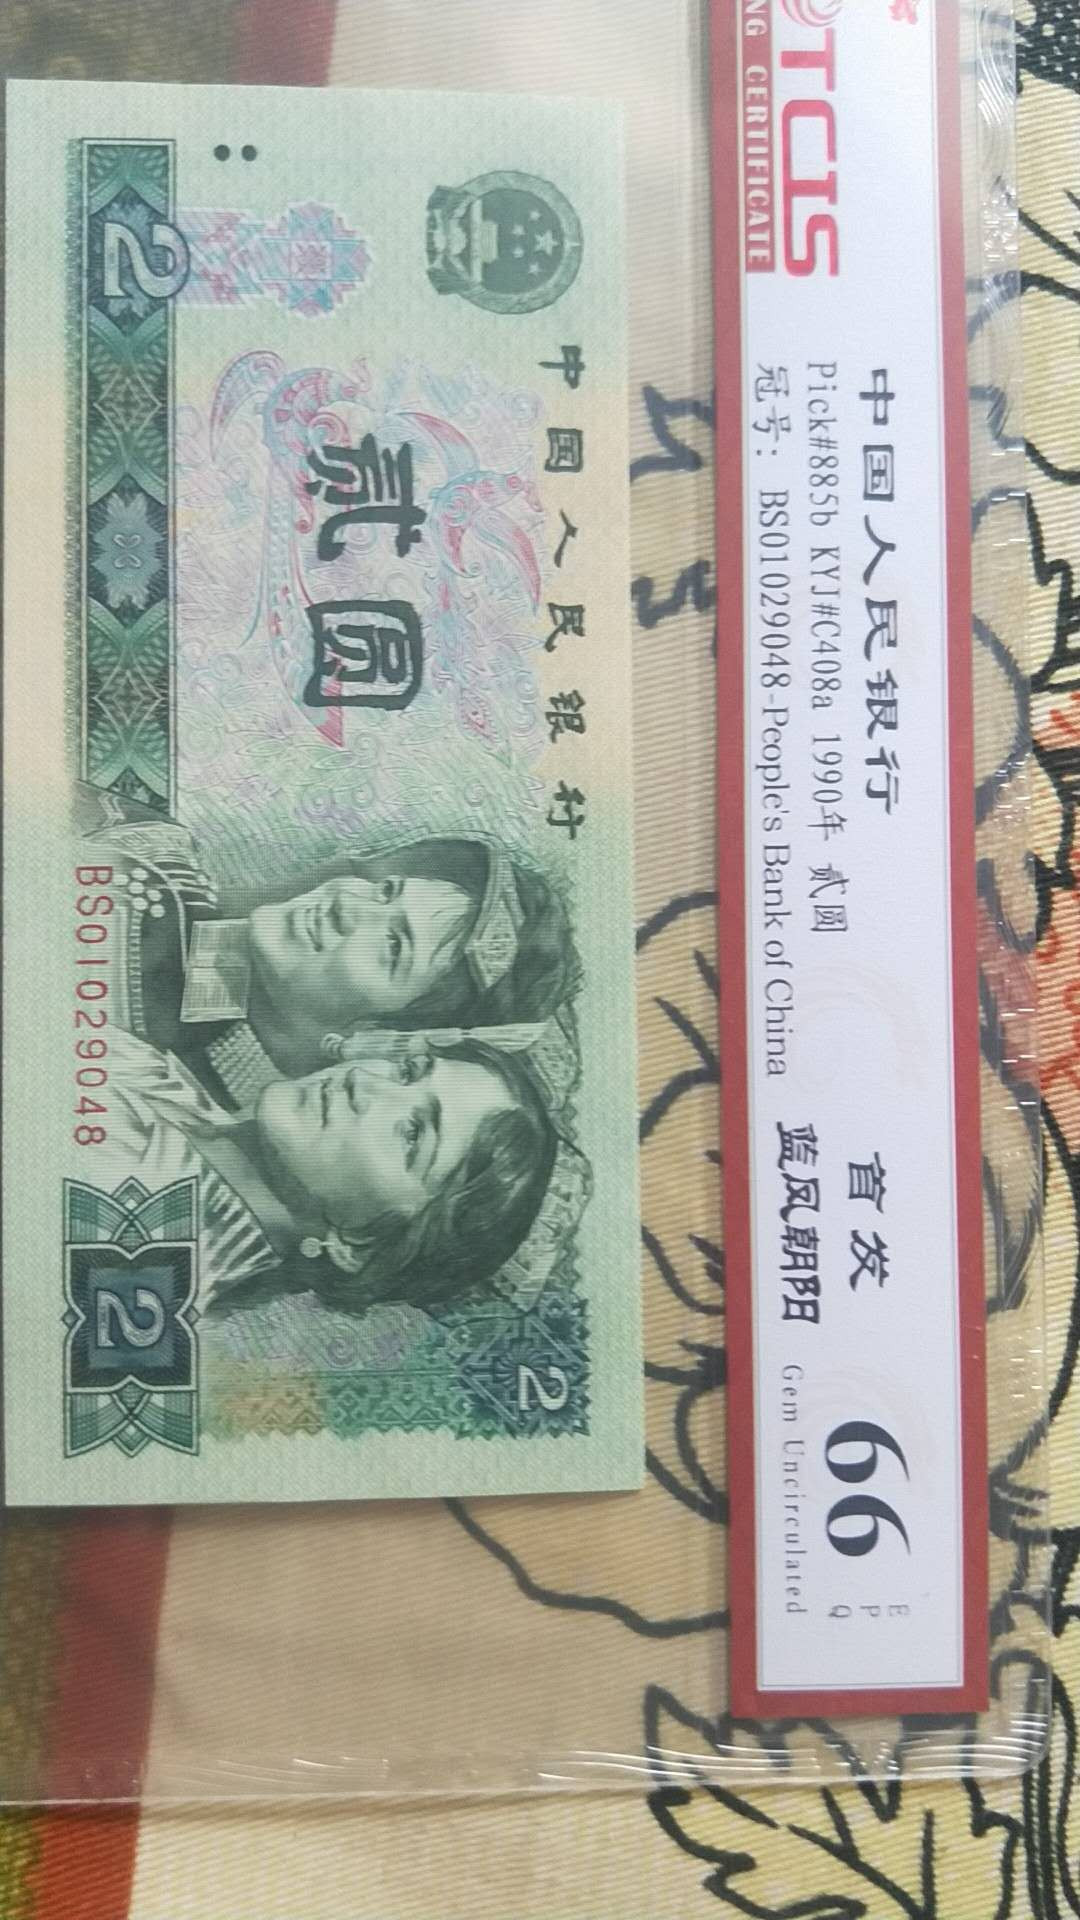 TCIS
NG CERTIFICATE
中国人民银行
Pick#885b KYJ#C408a 1990年 贰圆
冠号: BS01029048-People's Bank of China
首发
蓝凤朝阳
66
EPQ
Gem Uncirculated
中国人民银行
贰圆
2
BS01029048
2
2